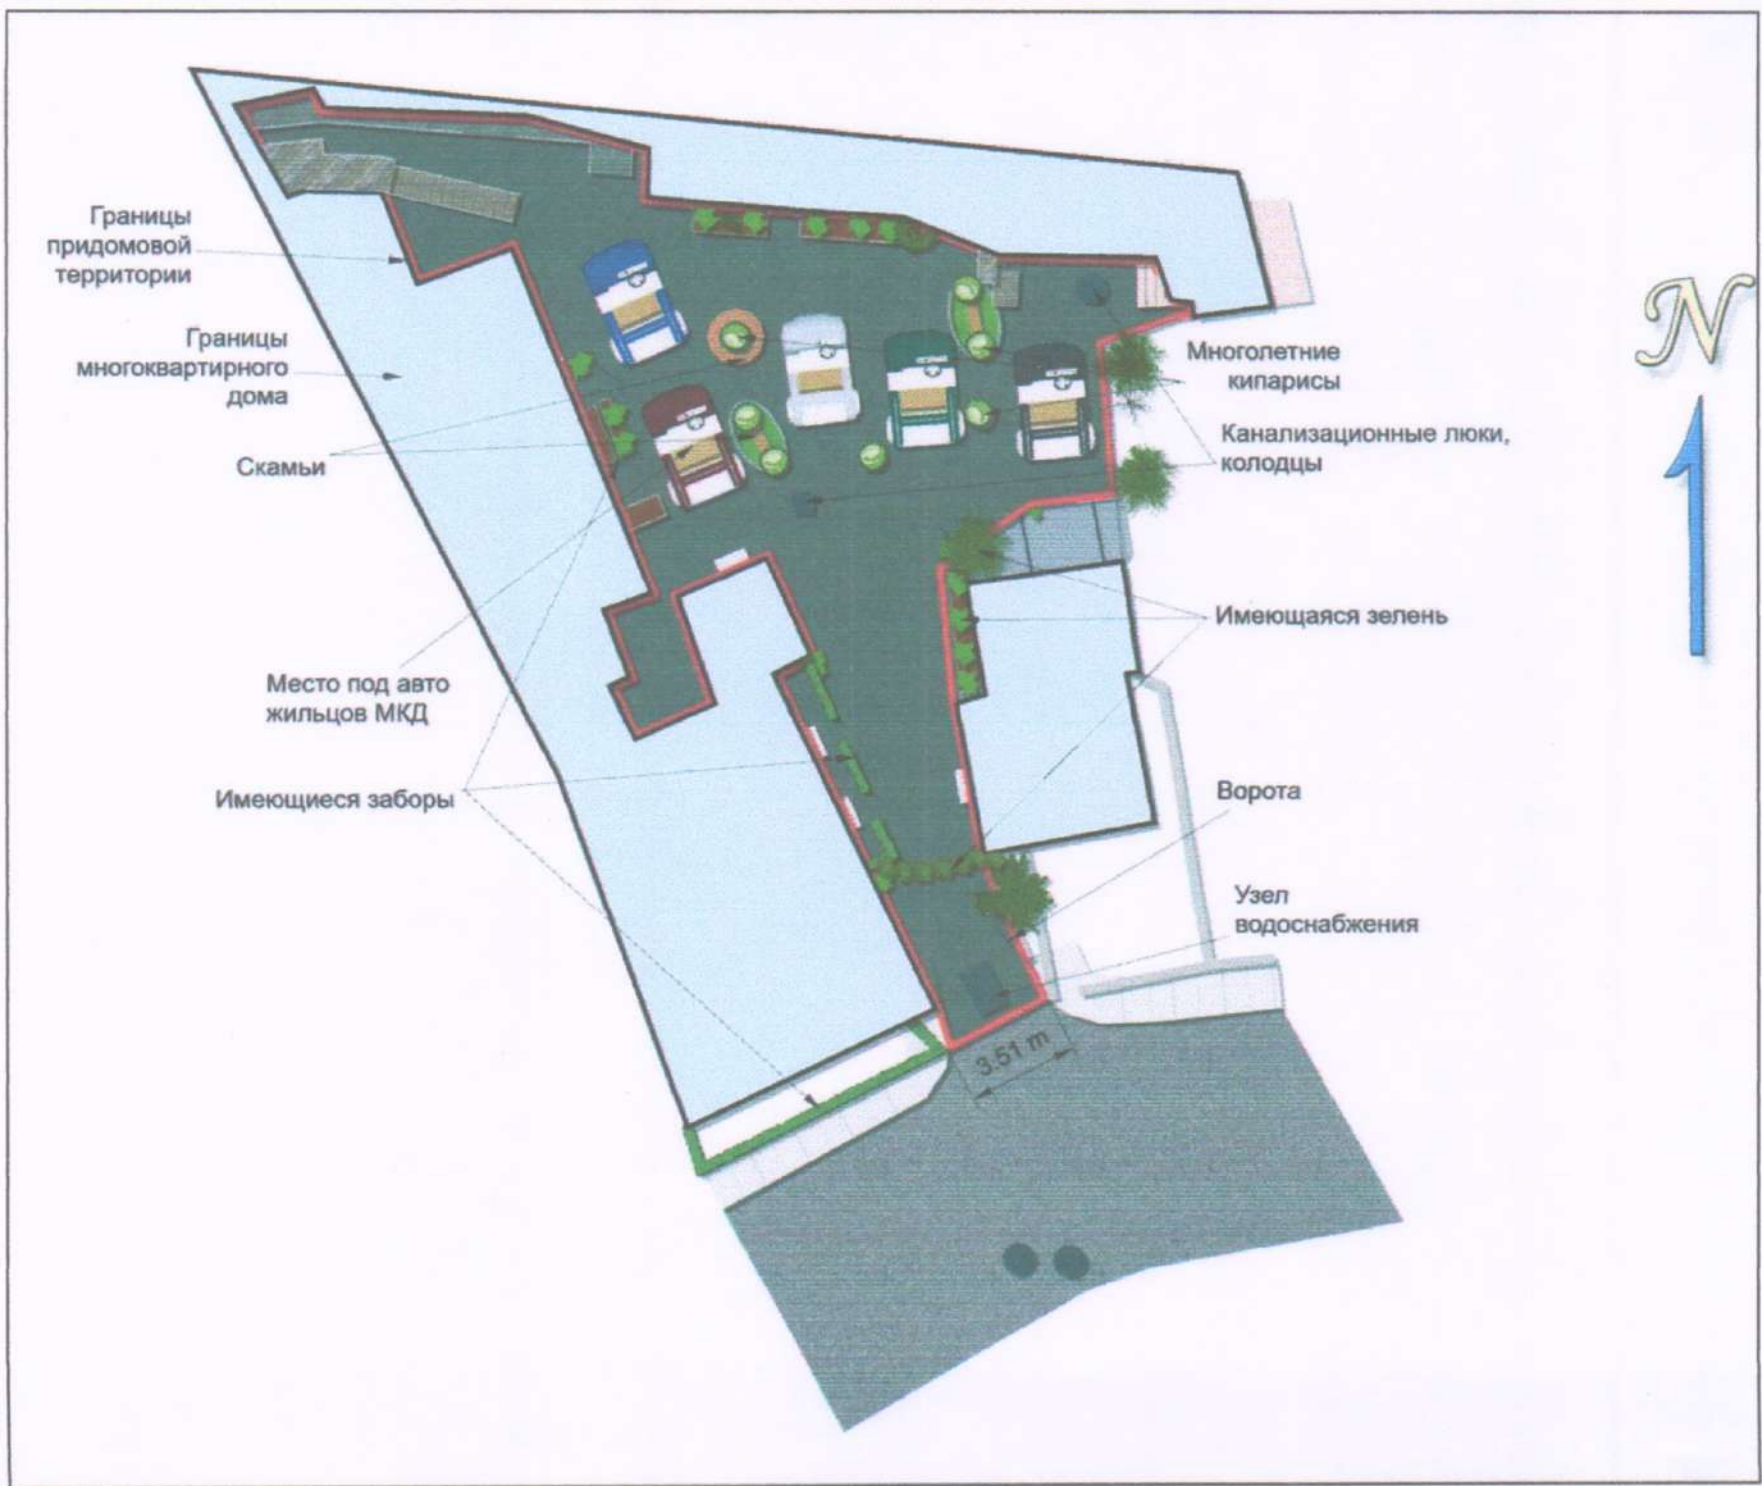 Границы
придомовой
территории
Границы
многоквартирного
дома
Скамьи
Место под авто
жильцов МКД
Имеющиеся заборы
N
Многолетние
кипарисы
Канализационные люки,
колодцы
Имеющаяся зелень
Ворота
Узел
водоснабжения
3.51 m